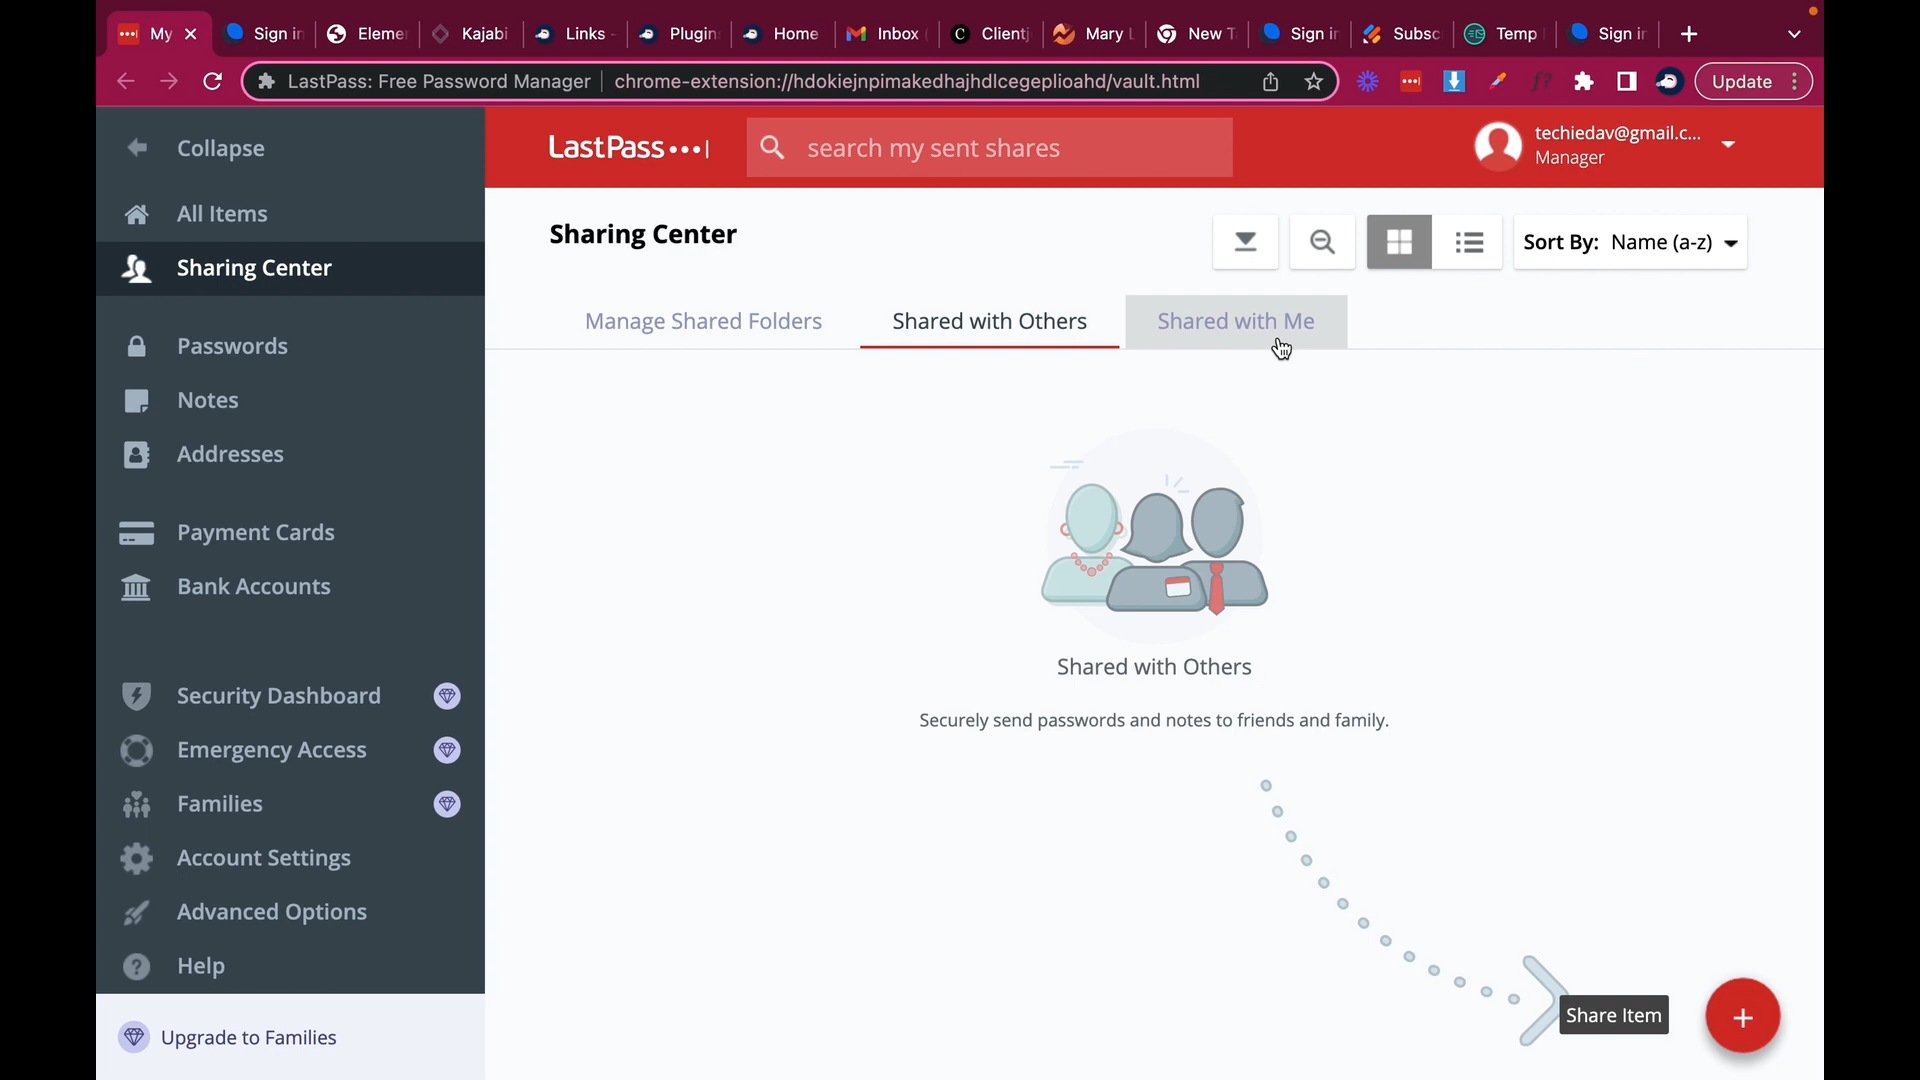 My
Sign in
Eleme
Kajabi
Links -
Plugin
Home
Inbox
Client
Mary L
New T
Sign in
Subsc
Temp
Sign in
LastPass: Free Password Manager | chrome-extension://hdokiejnpimakedhajhdlcegeplioahd/vault.html
f?
Update
Collapse
LastPass
search my sent shares
techiedav@gmail.c...
Manager
All Items
Sharing Center
Sharing Center
Sort By: Name (a-z)
Manage Shared Folders
Shared with Others
Shared with Me
Passwords
Notes
Addresses
Payment Cards
Bank Accounts
Security Dashboard
Emergency Access
Families
Account Settings
Advanced Options
Help
Upgrade to Families
Shared with Others
Securely send passwords and notes to friends and family.
Share Item